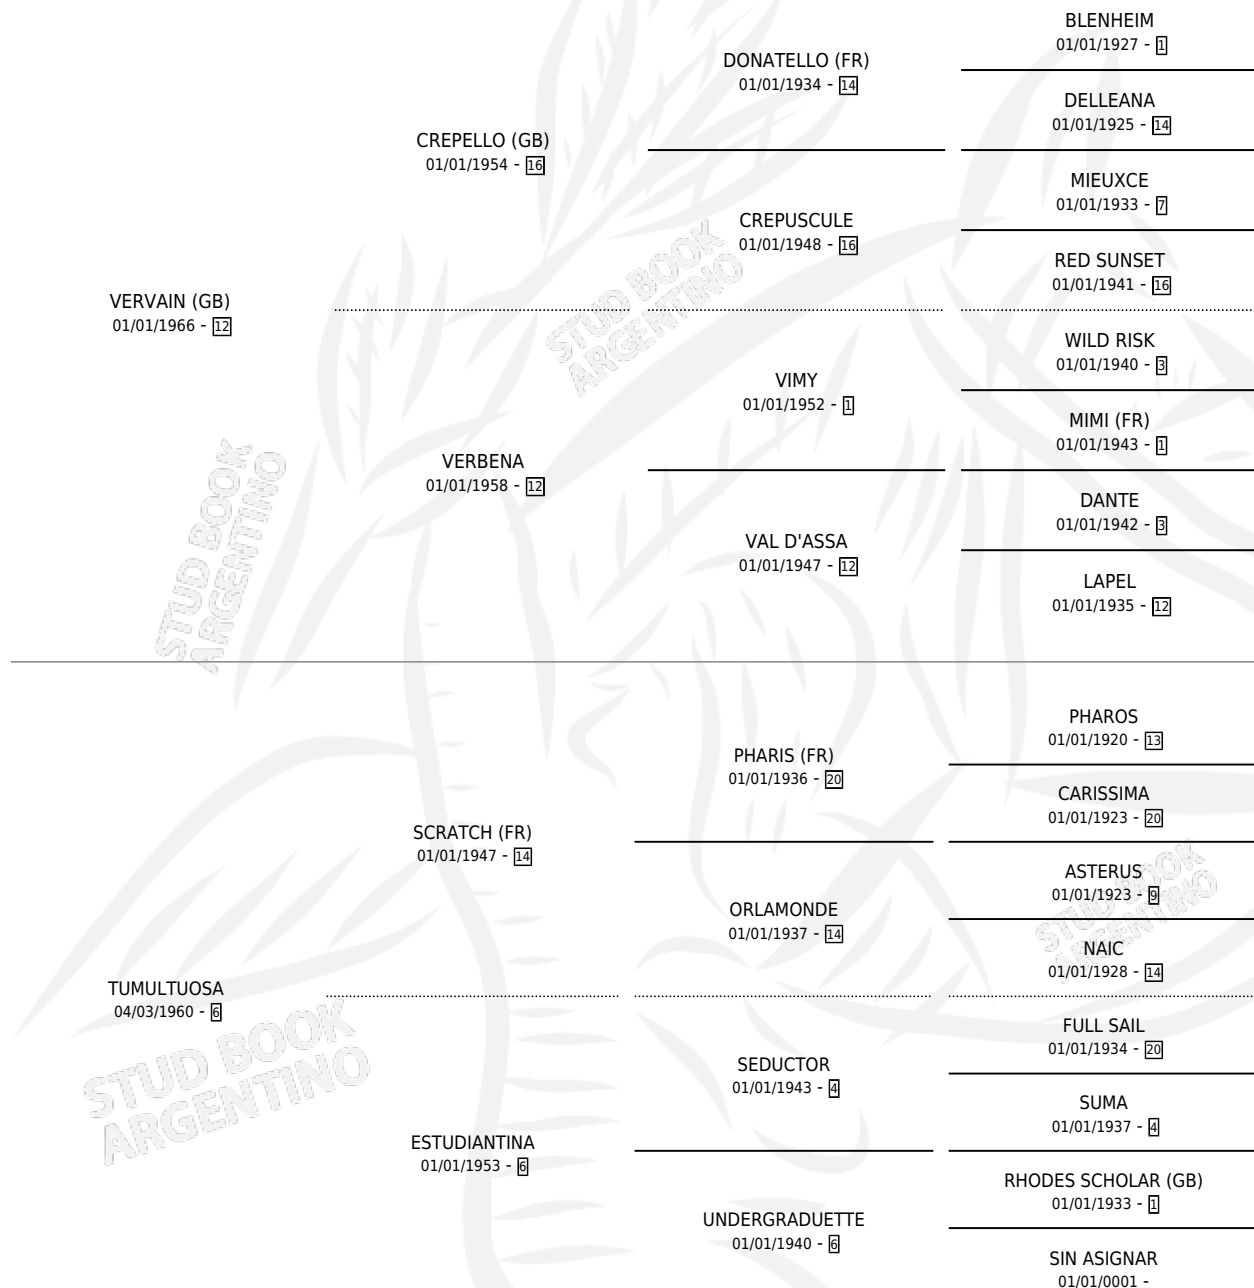 BLENHEIM
01/01/1927 - 1
DONATELLO (FR)
01/01/1934 - 14
DELLEANA
01/01/1925 - 14
CREPELLO (GB)
01/01/1954 - 16
MIEUXCE
01/01/1933 - 7
CREPUSCULE
01/01/1948 - 16
RED SUNSET
01/01/1941 - 16
VERVAIN (GB)
01/01/1966 - 12
WILD RISK
01/01/1940 - 3
VIMY
01/01/1952 - 1
MIMI (FR)
01/01/1943 - 1
VERBENA
01/01/1958 - 12
DANTE
01/01/1942 - 3
VAL D'ASSA
01/01/1947 - 12
LAPEL
01/01/1935 - 12
PHAROS
01/01/1920 - 13
PHARIS (FR)
01/01/1936 - 20
CARISSIMA
01/01/1923 - 20
SCRATCH (FR)
01/01/1947 - 14
ASTERUS
01/01/1923 - 9
ORLAMONDE
01/01/1937 - 14
NAIC
01/01/1928 - 14
TUMULTUOSA
04/03/1960 - 6
FULL SAIL
01/01/1934 - 20
SEDUCTOR
01/01/1943 - 4
SUMA
01/01/1937 - 4
ESTUDIANTINA
01/01/1953 - 6
RHODES SCHOLAR (GB)
01/01/1933 - 1
UNDERGRADUETTE
01/01/1940 - 6
SIN ASIGNAR
01/01/0001 -
STUD BOOK
ARGENTINO
STUD BOOK
ARGENTINO
STUD BOOK
ARGENTINO
STUD BOOK
ARGENTINO